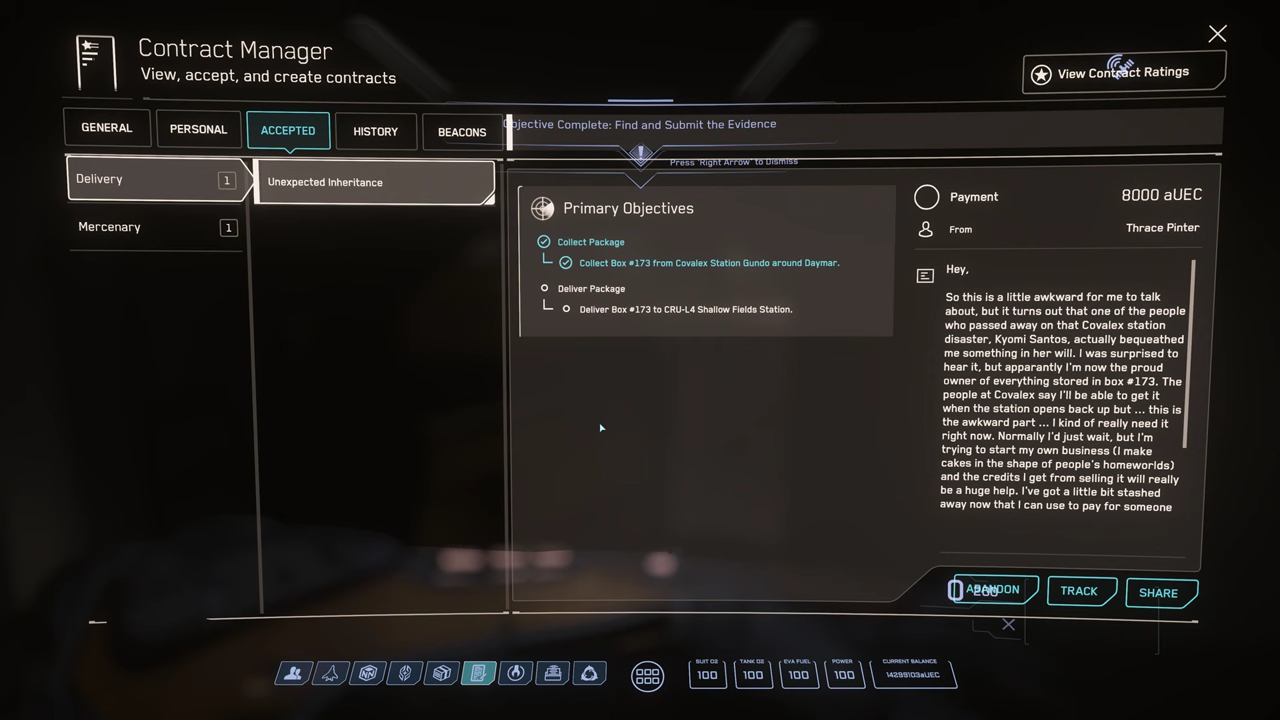 Contract Manager
View, accept, and create contracts
View Contract Ratings
GENERAL
PERSONAL
ACCEPTED
HISTORY
BEACONS
Objective Complete: Find and Submit the Evidence
Press 'Right Arrow' to Dismiss
Delivery
1
Mercenary
1
Unexpected Inheritance
Primary Objectives
Collect Package
Collect Box #173 from Covalex Station Gundo around Daymar.
Deliver Package
Deliver Box #173 to CRU-L4 Shallow Fields Station.
Payment
8000 aUEC
From
Thrace Pinter
Hey,
So this is a little awkward for me to talk
about, but it turns out that one of the people
who passed away on that Covalex station
disaster, Kyomi Santos, actually bequeathed
me something in her will. I was surprised to
hear it, but apparantly I'm now the proud
owner of everything stored in box #173. The
people at Covalex say I'll be able to get it
when the station opens back up but ... this is
the awkward part ... I kind of really need it
right now. Normally I'd just wait, but I'm
trying to start my own business (I make
cakes in the shape of people's homeworlds)
and the credits I get from selling it will really
be a huge help. I've got a little bit stashed
away now that I can use to pay for someone
ABANDON
200
TRACK
SHARE
SUIT O2
100
TANK O2
100
EVA FUEL
100
POWER
100
CURRENT BALANCE
14299103aUEC